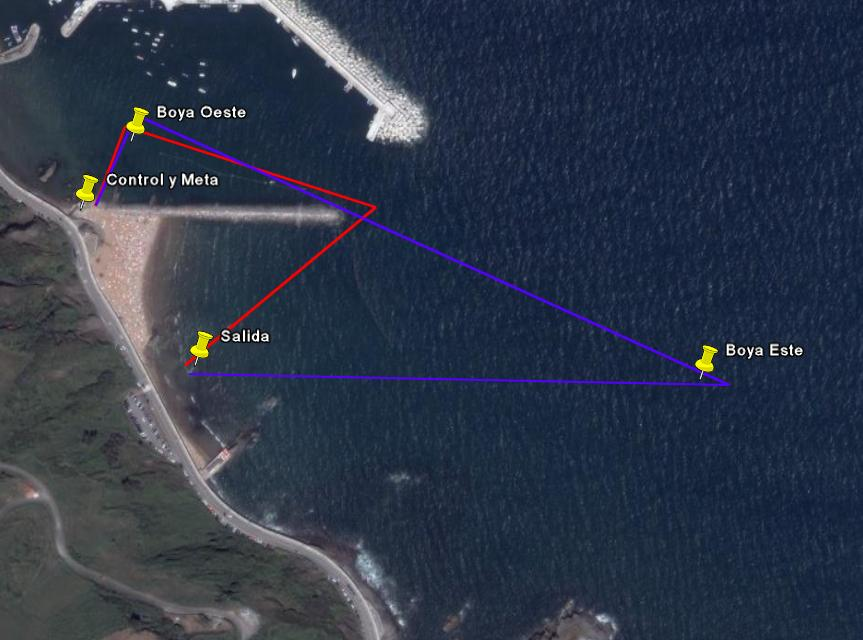 Boya Oeste
Control y Meta
Salida
Boya Este